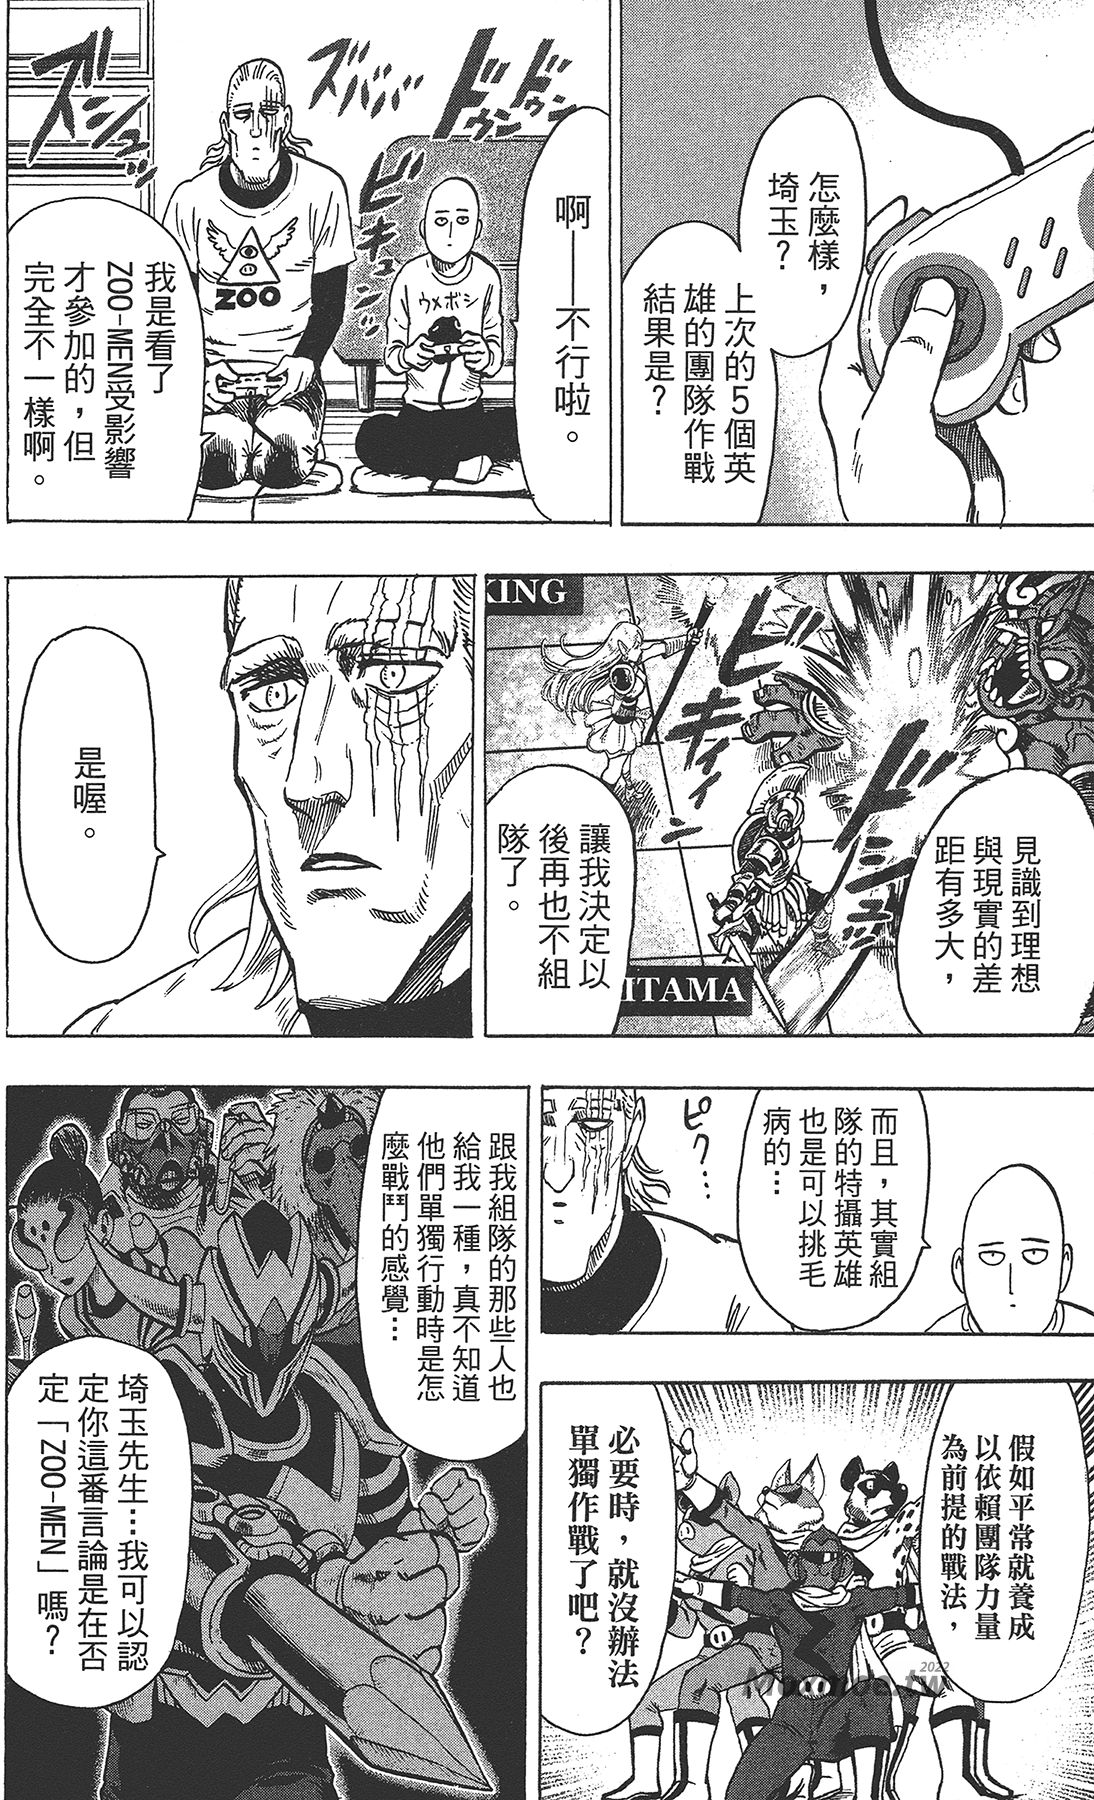 怎麼樣，
埼玉？
上次的5個英
雄的團隊作戰
結果是？
啊——不行啦。
我是看了
ZOO-MEN受影響
才參加的，但
完全不一樣啊。
ドゥン
ドゥン
ズババババ
ビキュン
ズシュッ
ZOO
ウメボシ
見識到理想
與現實的差
距有多大，
讓我決定以
後再也不組
隊了。
KING
ITAMA
ビキィィン
是喔。
而且，其實組
隊的特攝英雄
也是可以挑毛
病的…
ピク…
假如平常就養成
以依賴團隊力量
為前提的戰法，
必要時，就沒辦法
單獨作戰了吧？
跟我組隊的那些人也
給我一種，真不知道
他們單獨行動時是怎
麼戰鬥的感覺…
埼玉先生…我可以認
定你這番言論是在否
定「ZOO-MEN」嗎？
2022